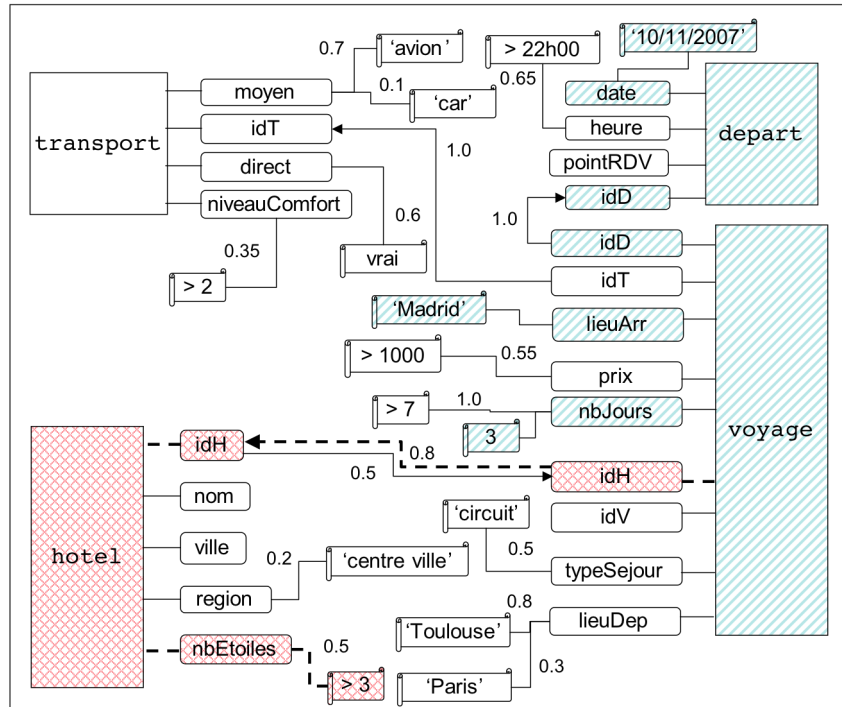 0.7
‘avion’
> 22h00
‘10/11/2007’
0.65
moyen
0.1
‘car’
date
transport
idT
heure
depart
direct
1.0
pointRDV
niveauComfort
idD
0.6
1.0
0.35
vrai
idD
> 2
idT
‘Madrid’
lieuArr
> 1000
0.55
prix
> 7
1.0
nbJours
voyage
3
idH
0.8
0.5
idH
nom
‘circuit’
idV
hotel
ville
0.5
0.2
‘centre ville’
typeSejour
region
0.8
‘Toulouse’
lieuDep
nbEtoiles
0.5
0.3
> 3
‘Paris’